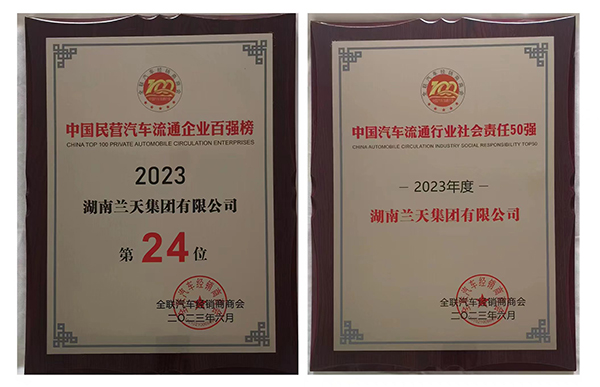 100
中国民营汽车流通企业百强榜
CHINA TOP 100 PRIVATE AUTOMOBILE CIRCULATION ENTERPRISES
2023
湖南兰天集团有限公司
第24位
全联汽车经销商商会
二〇二三年六月
100
中国汽车流通行业社会责任50强
CHINA AUTOMOBILE CIRCULATION INDUSTRY SOCIAL RESPONSIBILITY TOP50
2023年度
湖南兰天集团有限公司
全联汽车经销商商会
二〇二三年六月